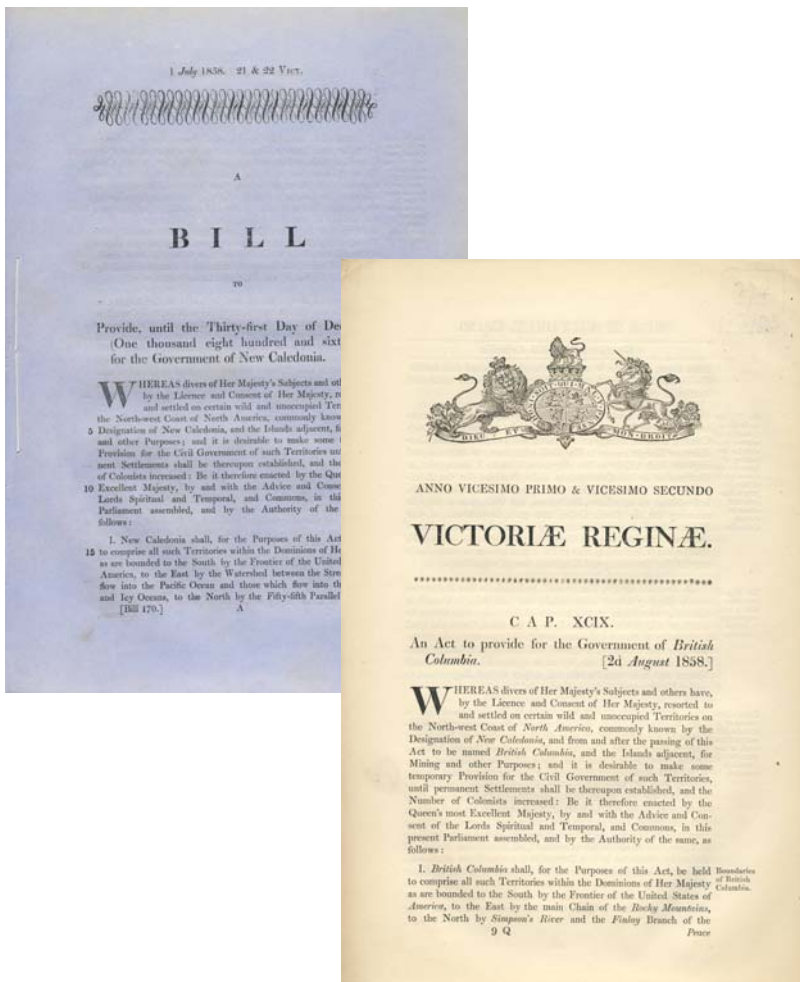 1 July 1858. 21 & 22 VICT.
A
BILL
TO
Provide, until the Thirty-first Day of De
(One thousand eight hundred and sixt
for the Government of New Caledonia.
WHEREAS divers of Her Majesty's Subjects and oth
by the Licence and Consent of Her Majesty, r
and settled on certain wild and unoccupied Ter
the North-west Coast of North America, commonly know
5 Designation of New Caledonia, and the Islands adjacent, f
and other Purposes; and it is desirable to make some
Provision for the Civil Government of such Territories un
nent Settlements shall be thereupon established, and the
of Colonists increased: Be it therefore enacted by the Que
10 Excellent Majesty, by and with the Advice and Conse
Lords Spiritual and Temporal, and Commons, in thi
Parliament assembled, and by the Authority of the
follows:
I. New Caledonia shall, for the Purposes of this Act
15 to comprise all such Territories within the Dominions of He
as are bounded to the South by the Frontier of the United
America, to the East by the Watershed between the Stre
flow into the Pacific Ocean and those which flow into th
and Icy Oceans, to the North by the Fifty-fifth Parallel
[Bill 170.] A
HONI SOIT QUI MAL
DIEU ET MON DROIT
ANNO VICESIMO PRIMO & VICESIMO SECUNDO
VICTORIÆ REGINÆ.
CAP. XCIX.
An Act to provide for the Government of British
Columbia. [2d August 1858.]
WHEREAS divers of Her Majesty's Subjects and others have,
by the Licence and Consent of Her Majesty, resorted to
and settled on certain wild and unoccupied Territories on
the North-west Coast of North America, commonly known by the
Designation of New Caledonia, and from and after the passing of this
Act to be named British Columbia, and the Islands adjacent, for
Mining and other Purposes; and it is desirable to make some
temporary Provision for the Civil Government of such Territories,
until permanent Settlements shall be thereupon established, and the
Number of Colonists increased: Be it therefore enacted by the
Queen's most Excellent Majesty, by and with the Advice and Con-
sent of the Lords Spiritual and Temporal, and Commons, in this
present Parliament assembled, and by the Authority of the same, as
follows:
I. British Columbia shall, for the Purposes of this Act, be held
to comprise all such Territories within the Dominions of Her Majesty
as are bounded to the South by the Frontier of the United States of
America, to the East by the main Chain of the Rocky Mountains,
to the North by Simpson's River and the Finlay Branch of the
9 Q Peace
Boundaries
of British
Columbia.